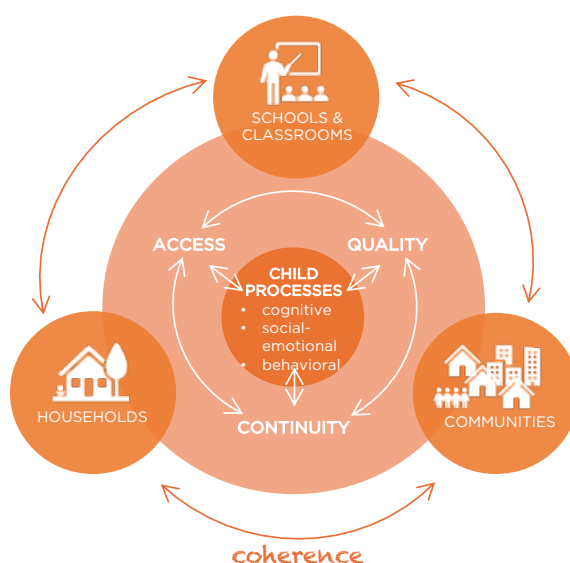 SCHOOLS &
CLASSROOMS
ACCESS
QUALITY
CHILD
PROCESSES
• cognitive
• social-
emotional
• behavioral
HOUSEHOLDS
CONTINUITY
COMMUNITIES
coherence